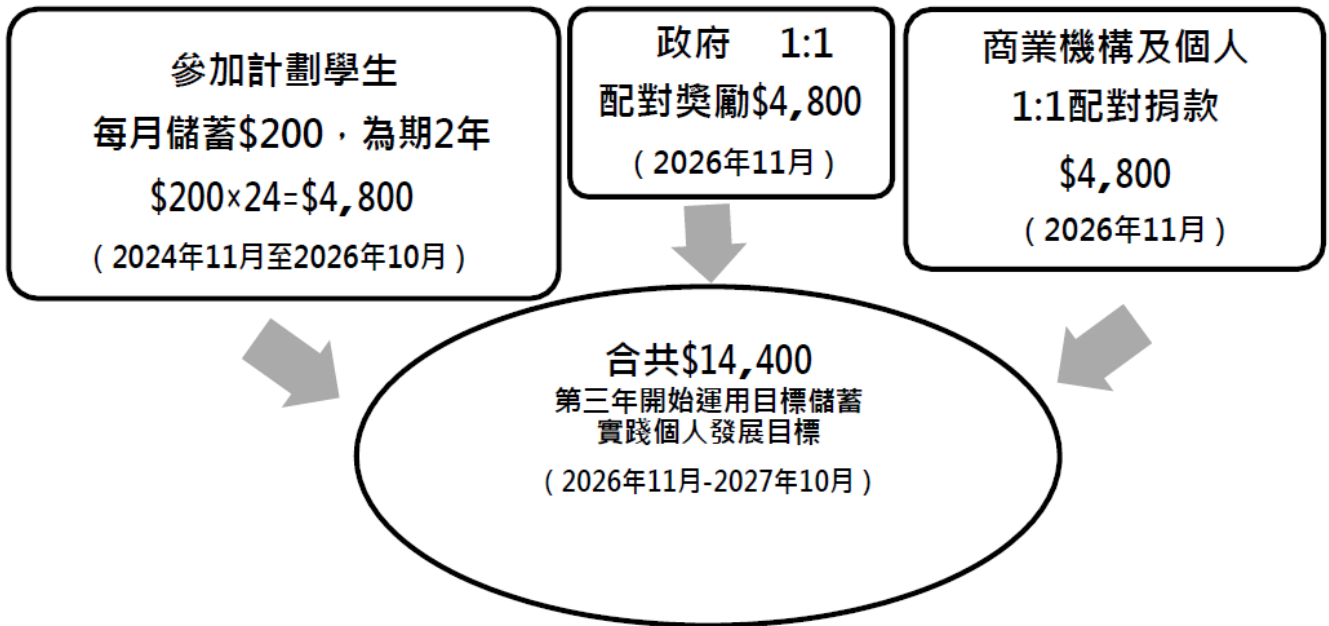 參加計劃學生
每月儲蓄$200，為期2年
$200×24=$4,800
（2024年11月至2026年10月）
政府　1:1
配對獎勵$4,800
（2026年11月）
商業機構及個人
1:1配對捐款
$4,800
（2026年11月）
合共$14,400
第三年開始運用目標儲蓄
實踐個人發展目標
（2026年11月-2027年10月）